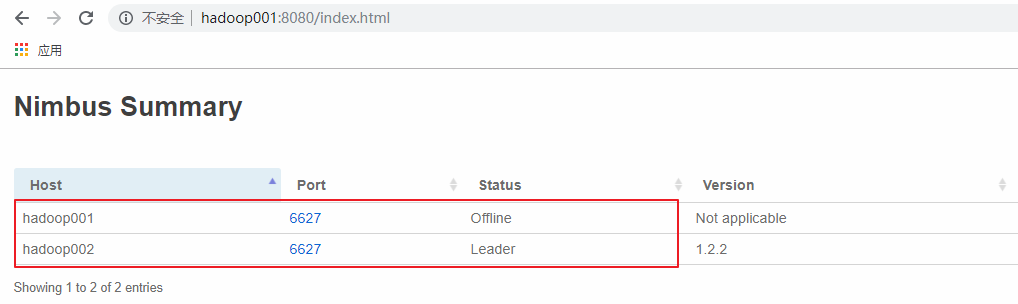 不安全 hadoop001:8080/index.html
应用
Nimbus Summary
Host Port Status Version
hadoop001 6627 Offline Not applicable
hadoop002 6627 Leader 1.2.2
Showing 1 to 2 of 2 entries